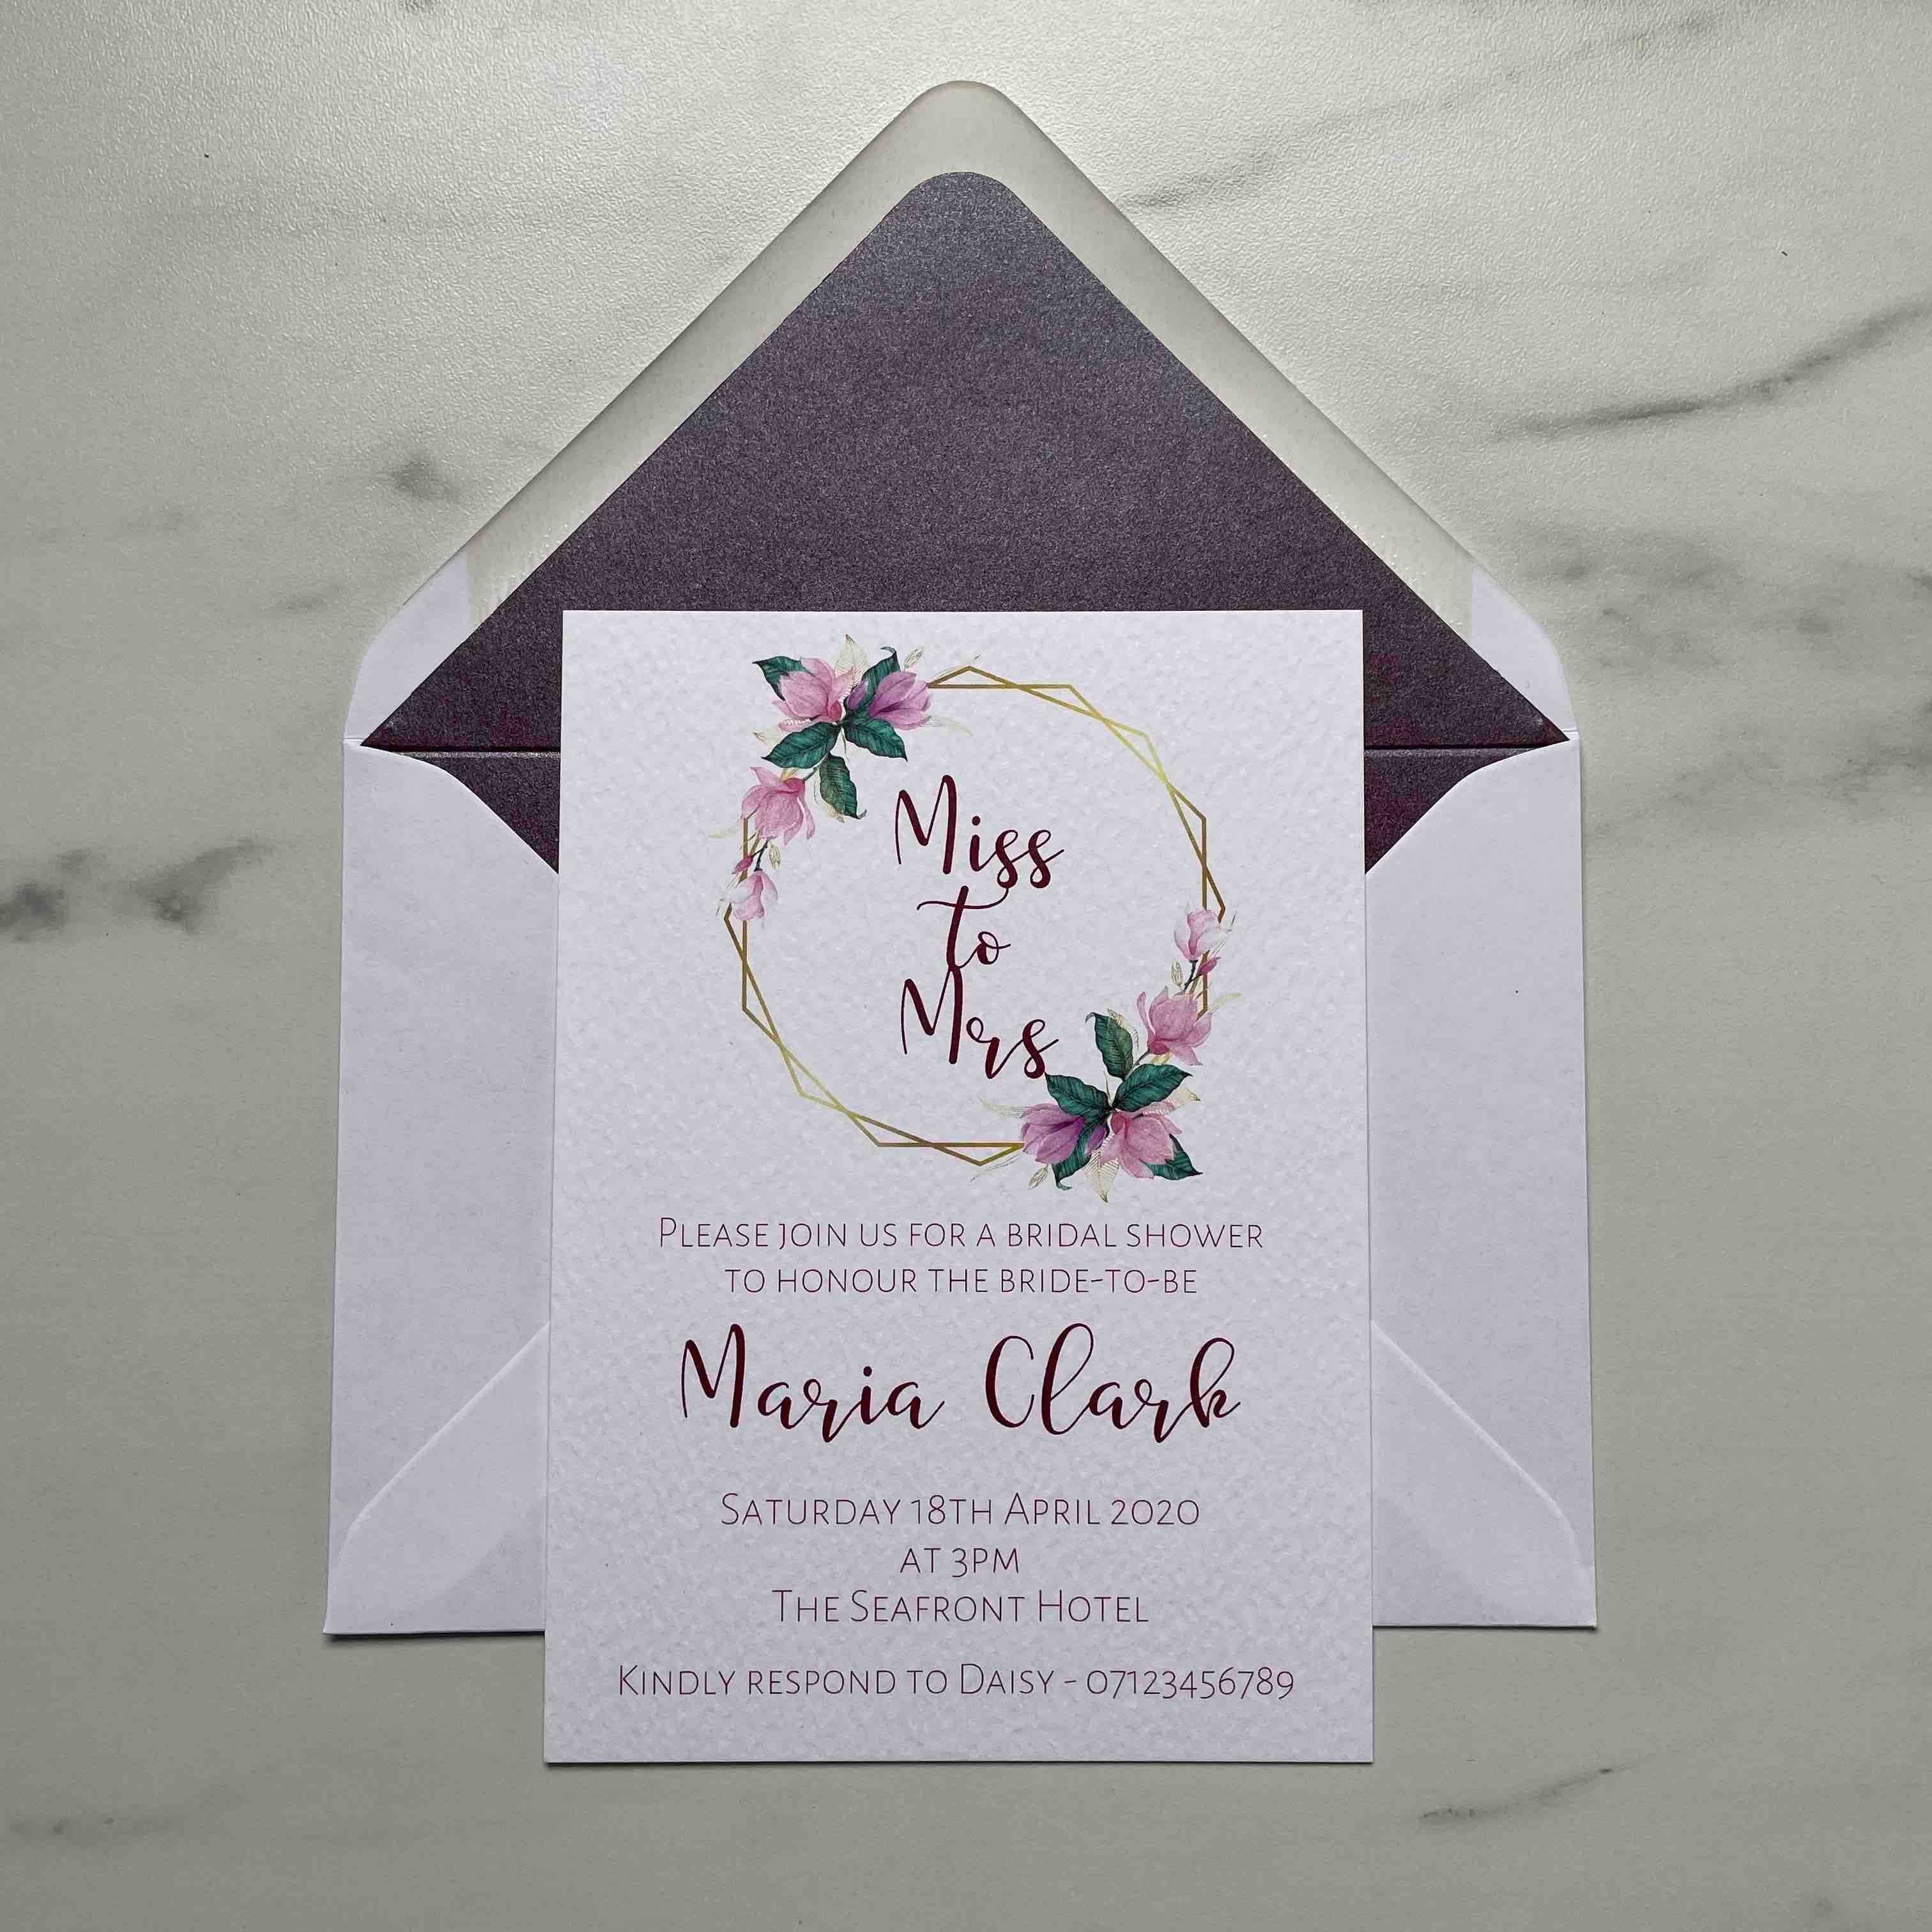 Miss
to
Mrs
Please join us for a bridal shower
to honour the bride-to-be
Maria Clark
Saturday 18th April 2020
at 3pm
The Seafront Hotel
Kindly respond to Daisy - 07123456789